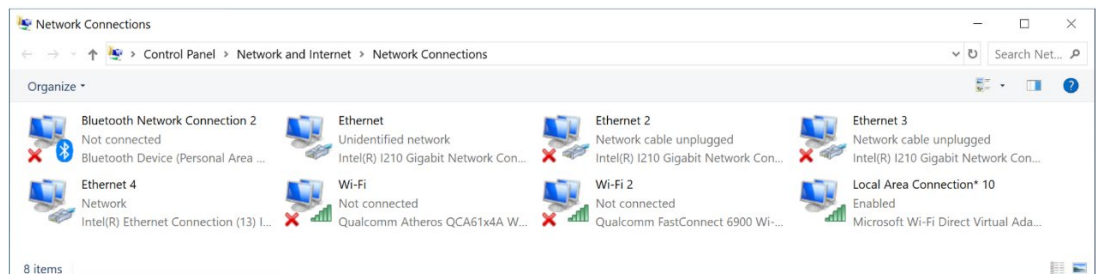 Network Connections
Control Panel > Network and Internet > Network Connections
Search Net...
Organize
Bluetooth Network Connection 2
Not connected
Bluetooth Device (Personal Area ...
Ethernet
Unidentified network
Intel(R) I210 Gigabit Network Con...
Ethernet 2
Network cable unplugged
Intel(R) I210 Gigabit Network Con...
Ethernet 3
Network cable unplugged
Intel(R) I210 Gigabit Network Con...
Ethernet 4
Network
Intel(R) Ethernet Connection (13) I...
Wi-Fi
Not connected
Qualcomm Atheros QCA61x4A W...
Wi-Fi 2
Not connected
Qualcomm FastConnect 6900 Wi-...
Local Area Connection* 10
Enabled
Microsoft Wi-Fi Direct Virtual Ada...
8 items